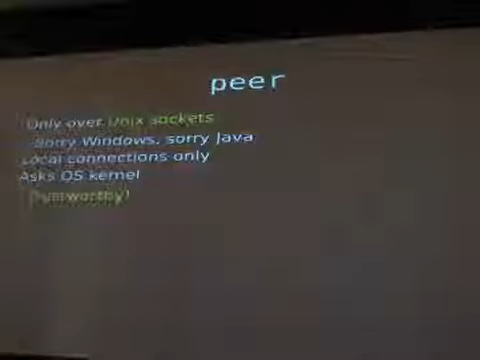 peer
Only over Unix sockets
Sorry Windows, sorry Java
Local connections only
Asks OS kernel
(trustworthy)